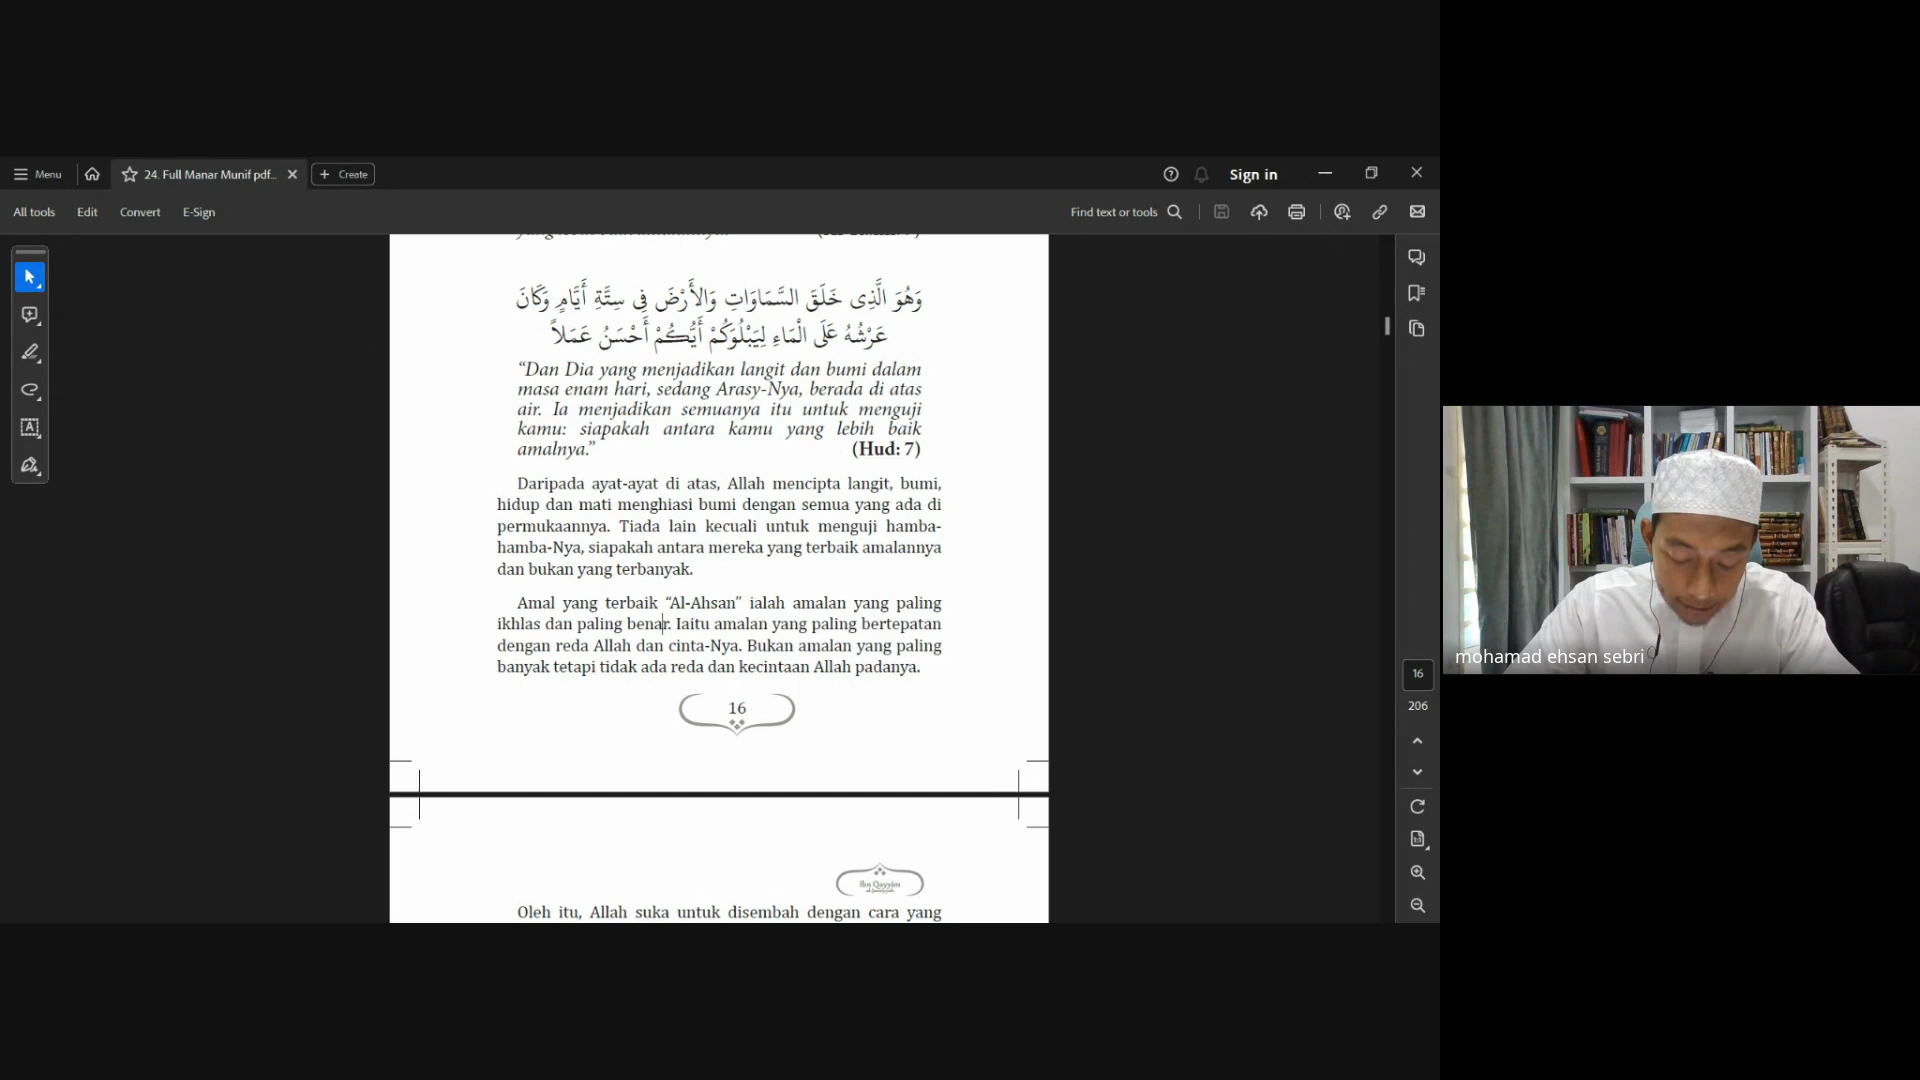 Menu
24. Full Manar Munif pdf...
Create
Sign in
All tools
Edit
Convert
E-Sign
Find text or tools
وَهُوَ الَّذِى خَلَقَ السَّمَاوَاتِ وَالأَرْضَ فِى سِتَّةِ أَيَّامٍ وَكَانَ
عَرْشُهُ عَلَى الْمَاءِ لِيَبْلُوَكُمْ أَيُّكُمْ أَحْسَنُ عَمَلاً
“Dan Dia yang menjadikan langit dan bumi dalam
masa enam hari, sedang Arasy-Nya, berada di atas
air. Ia menjadikan semuanya itu untuk menguji
kamu: siapakah antara kamu yang lebih baik
amalnya.” (Hud: 7)
Daripada ayat-ayat di atas, Allah mencipta langit, bumi,
hidup dan mati menghiasi bumi dengan semua yang ada di
permukaannya. Tiada lain kecuali untuk menguji hamba-
hamba-Nya, siapakah antara mereka yang terbaik amalannya
dan bukan yang terbanyak.
Amal yang terbaik “Al-Ahsan” ialah amalan yang paling
ikhlas dan paling benar. Iaitu amalan yang paling bertepatan
dengan reda Allah dan cinta-Nya. Bukan amalan yang paling
banyak tetapi tidak ada reda dan kecintaan Allah padanya.
16
Ibn Qayyim
Oleh itu, Allah suka untuk disembah dengan cara yang
16
206
mohamad ehsan sebri